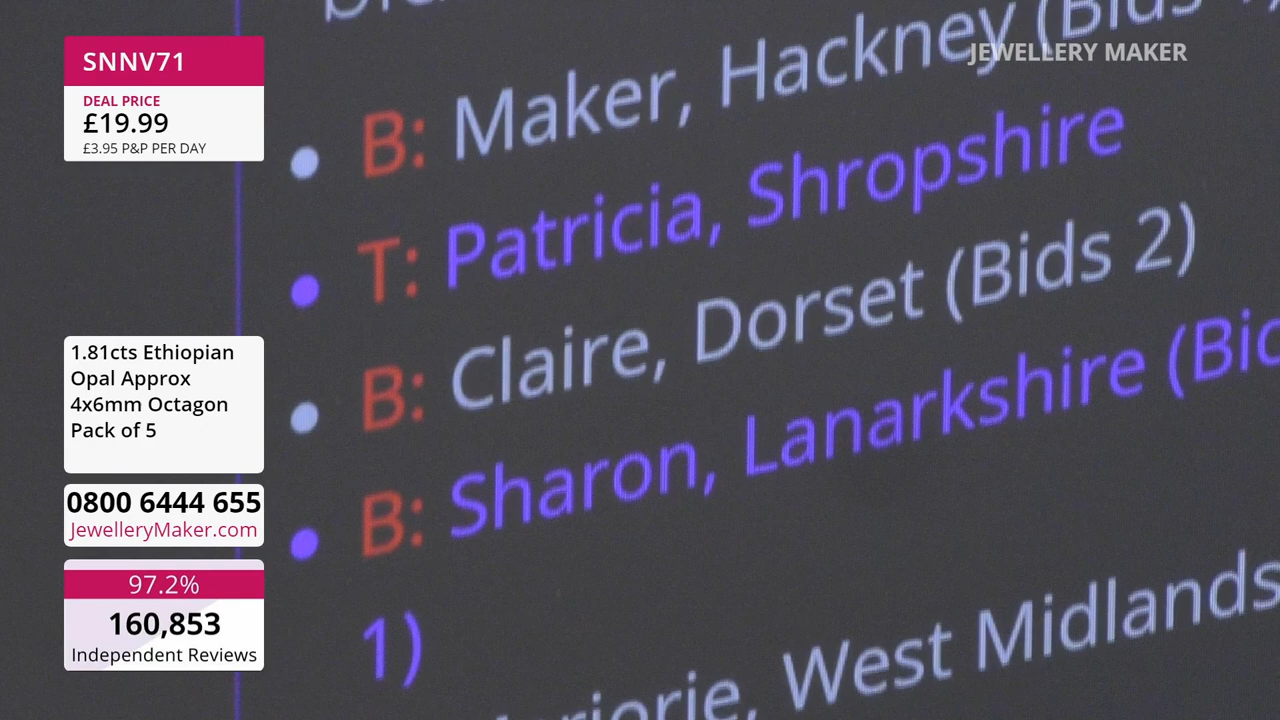 SNNV71
DEAL PRICE
£19.99
£3.95 P&P PER DAY
1.81cts Ethiopian
Opal Approx
4x6mm Octagon
Pack of 5
0800 6444 655
JewelleryMaker.com
97.2%
160,853
Independent Reviews
JEWELLERY MAKER
B: Maker, Hackney (Bids
T: Patricia, Shropshire
B: Claire, Dorset (Bids 2)
B: Sharon, Lanarkshire
1)
West Midlands